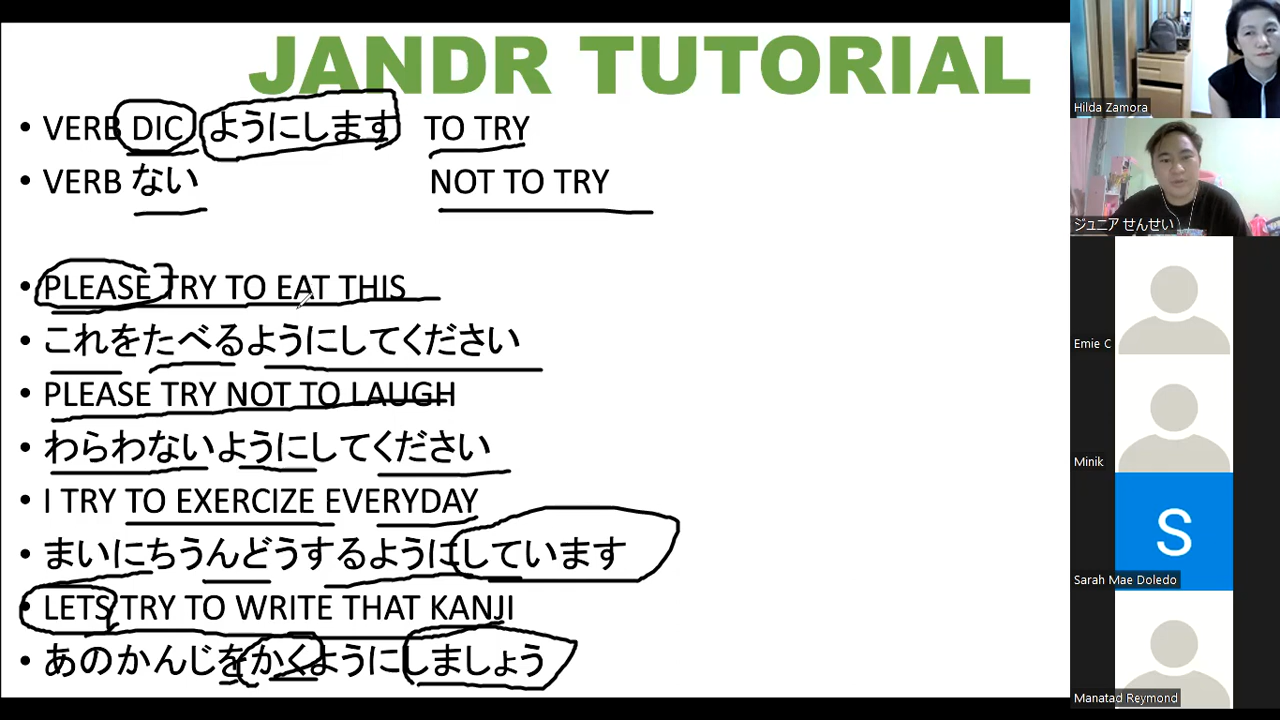 JANDR TUTORIAL
• VERB DIC ようにします TO TRY
• VERB ない NOT TO TRY
• PLEASE TRY TO EAT THIS
• これをたべるようにしてください
• PLEASE TRY NOT TO LAUGH
• わらわないようにしてください
• I TRY TO EXERCIZE EVERYDAY
• まいにちうんどうするようにしています
• LETS TRY TO WRITE THAT KANJI
• あのかんじをかくようにしましょう
Hilda Zamora
ジュニア せんせい
Emie C
Minik
S
Sarah Mae Doledo
Manatad Reymond